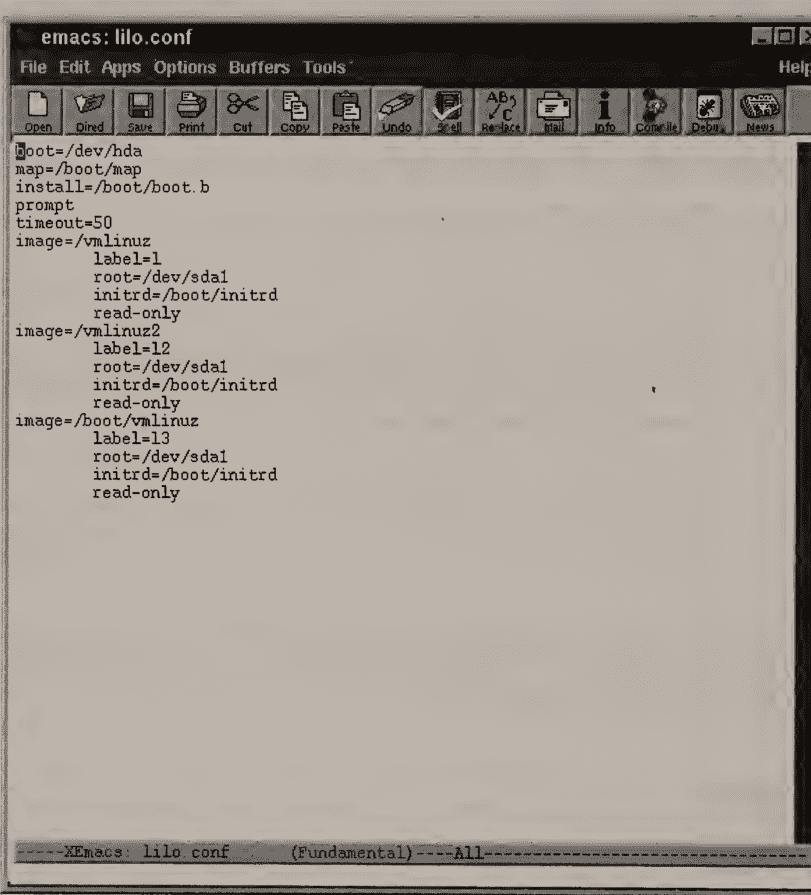 emacs: lilo.conf
File Edit Apps Options Buffers Tools Help
Open Dired Save Print Cut Copy Paste Undo Spell Replace Mail Info Compile Debug News
boot=/dev/hda
map=/boot/map
install=/boot/boot.b
prompt
timeout=50
image=/vmlinuz
label=l
root=/dev/sda1
initrd=/boot/initrd
read-only
image=/vmlinuz2
label=l2
root=/dev/sda1
initrd=/boot/initrd
read-only
image=/boot/vmlinuz
label=l3
root=/dev/sda1
initrd=/boot/initrd
read-only
-----XEmacs: lilo.conf (Fundamental)----All----------------------------